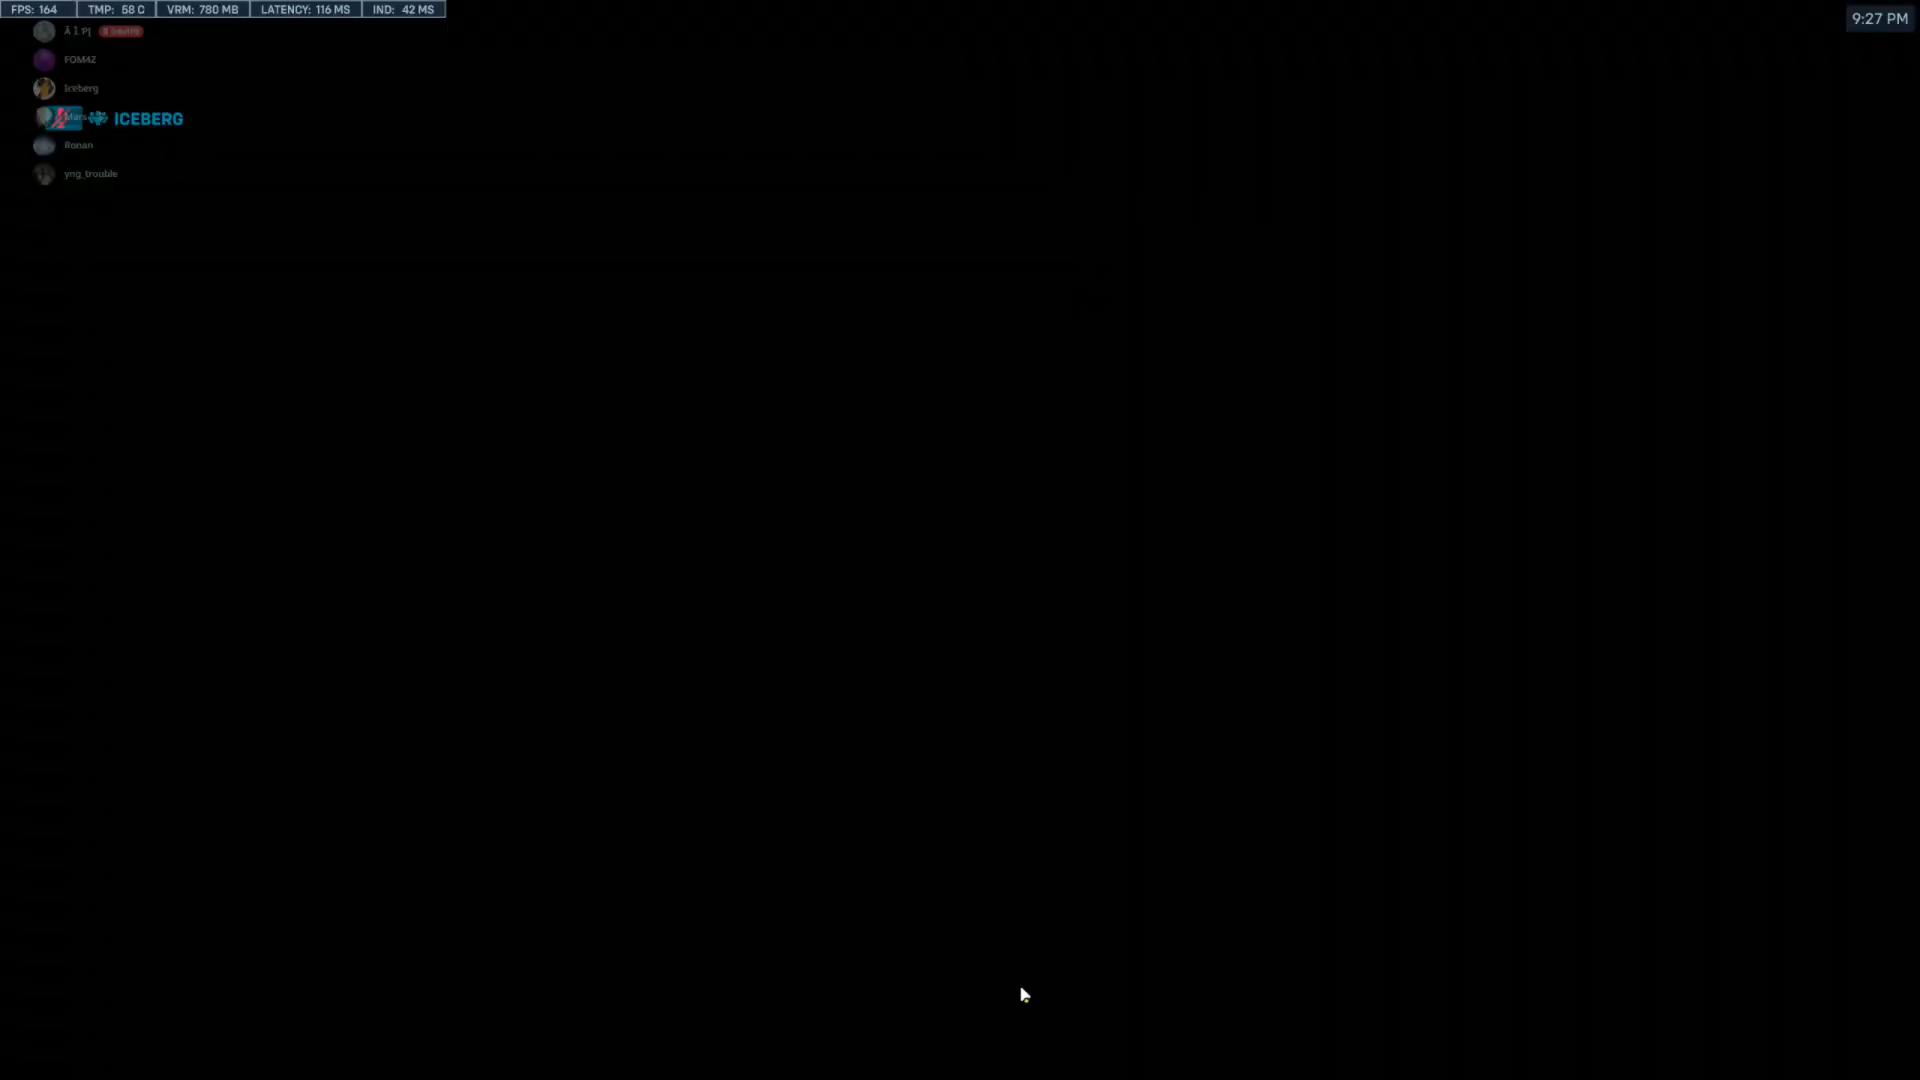 FPS: 164 TMP: 58 C VRM: 780 MB LATENCY: 116 MS IND: 42 MS
9:27 PM
FOM4Z
Iceberg
Mars ICEBERG
Ronan
yng_trouble